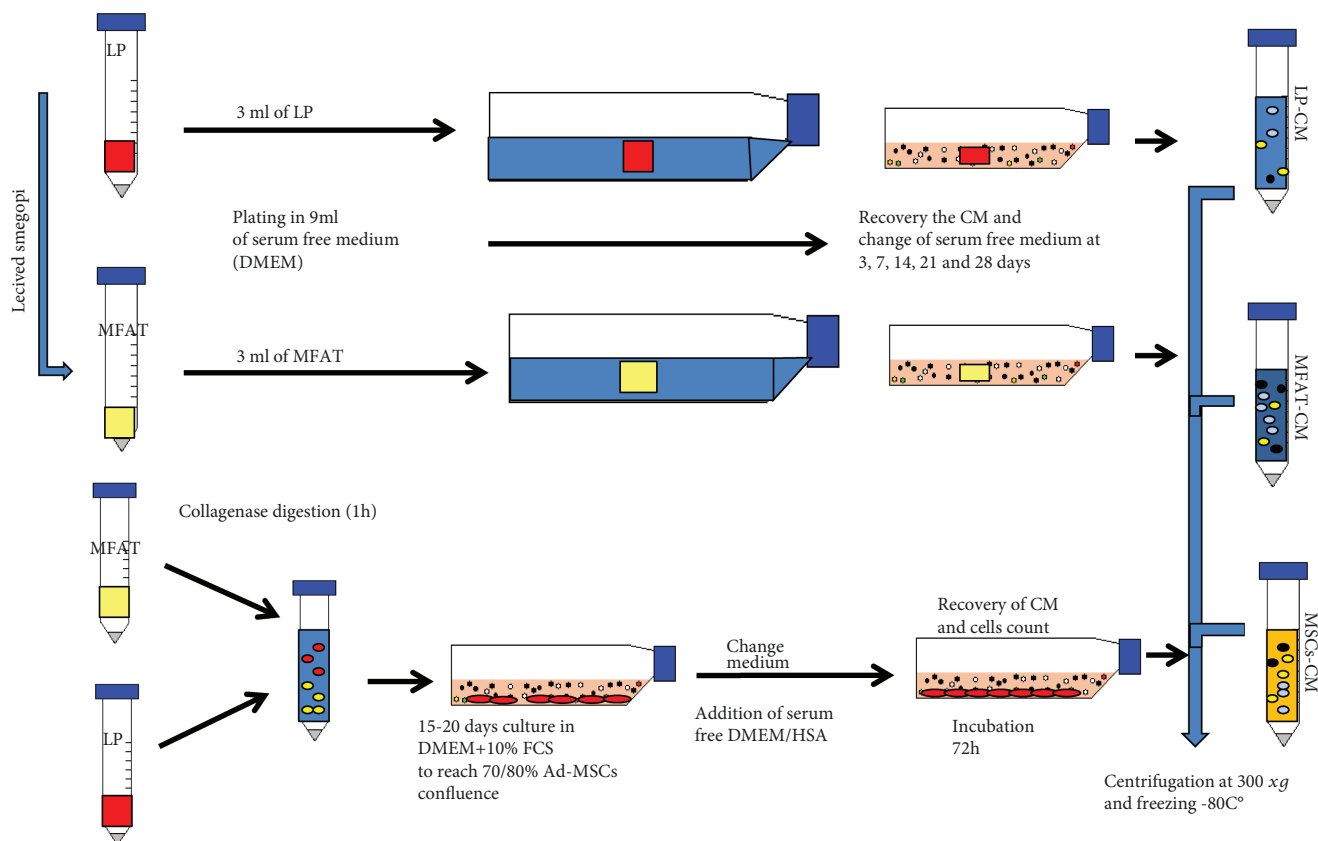 LP
3 ml of LP
LP-CM
Lecived smegopi
Plating in 9ml
of serum free medium
(DMEM)
Recovery the CM and
change of serum free medium at
3, 7, 14, 21 and 28 days
MFAT
3 ml of MFAT
MFAT-CM
MFAT
Collagenase digestion (1h)
LP
15-20 days culture in
DMEM+10% FCS
to reach 70/80% Ad-MSCs
confluence
Change
medium
Addition of serum
free DMEM/HSA
Recovery of CM
and cells count
Incubation
72h
MSCs-CM
Centrifugation at 300 xg
and freezing -80C°